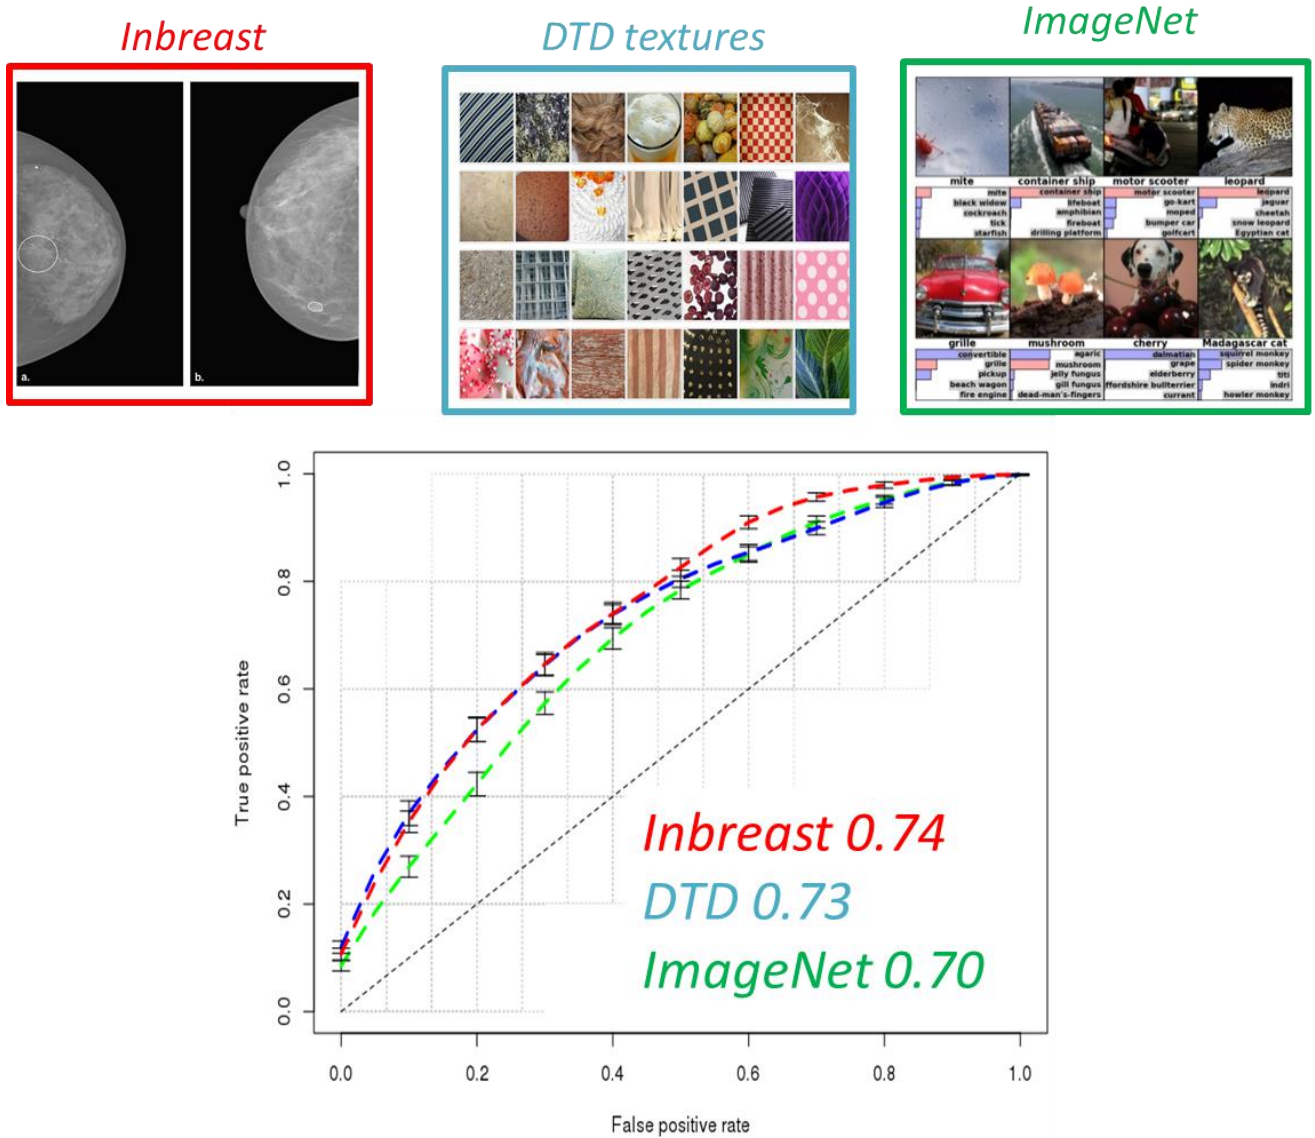 Inbreast
DTD textures
ImageNet
a.
b.
mite
container ship
motor scooter
leopard
mite
black widow
cockroach
tick
starfish
container ship
lifeboat
amphibian
fireboat
drilling platform
motor scooter
go-kart
moped
bumper car
golfcart
leopard
jaguar
cheetah
snow leopard
Egyptian cat
grille
mushroom
cherry
Madagascar cat
convertible
grille
pickup
beach wagon
fire engine
agaric
mushroom
jelly fungus
gill fungus
dead-man's-fingers
dalmatian
grape
elderberry
ffordshire bullterrier
currant
squirrel monkey
spider monkey
titi
indri
howler monkey
True positive rate
1.0
0.8
0.6
0.4
0.2
0.0
Inbreast 0.74
DTD 0.73
ImageNet 0.70
0.0
0.2
0.4
0.6
0.8
1.0
False positive rate